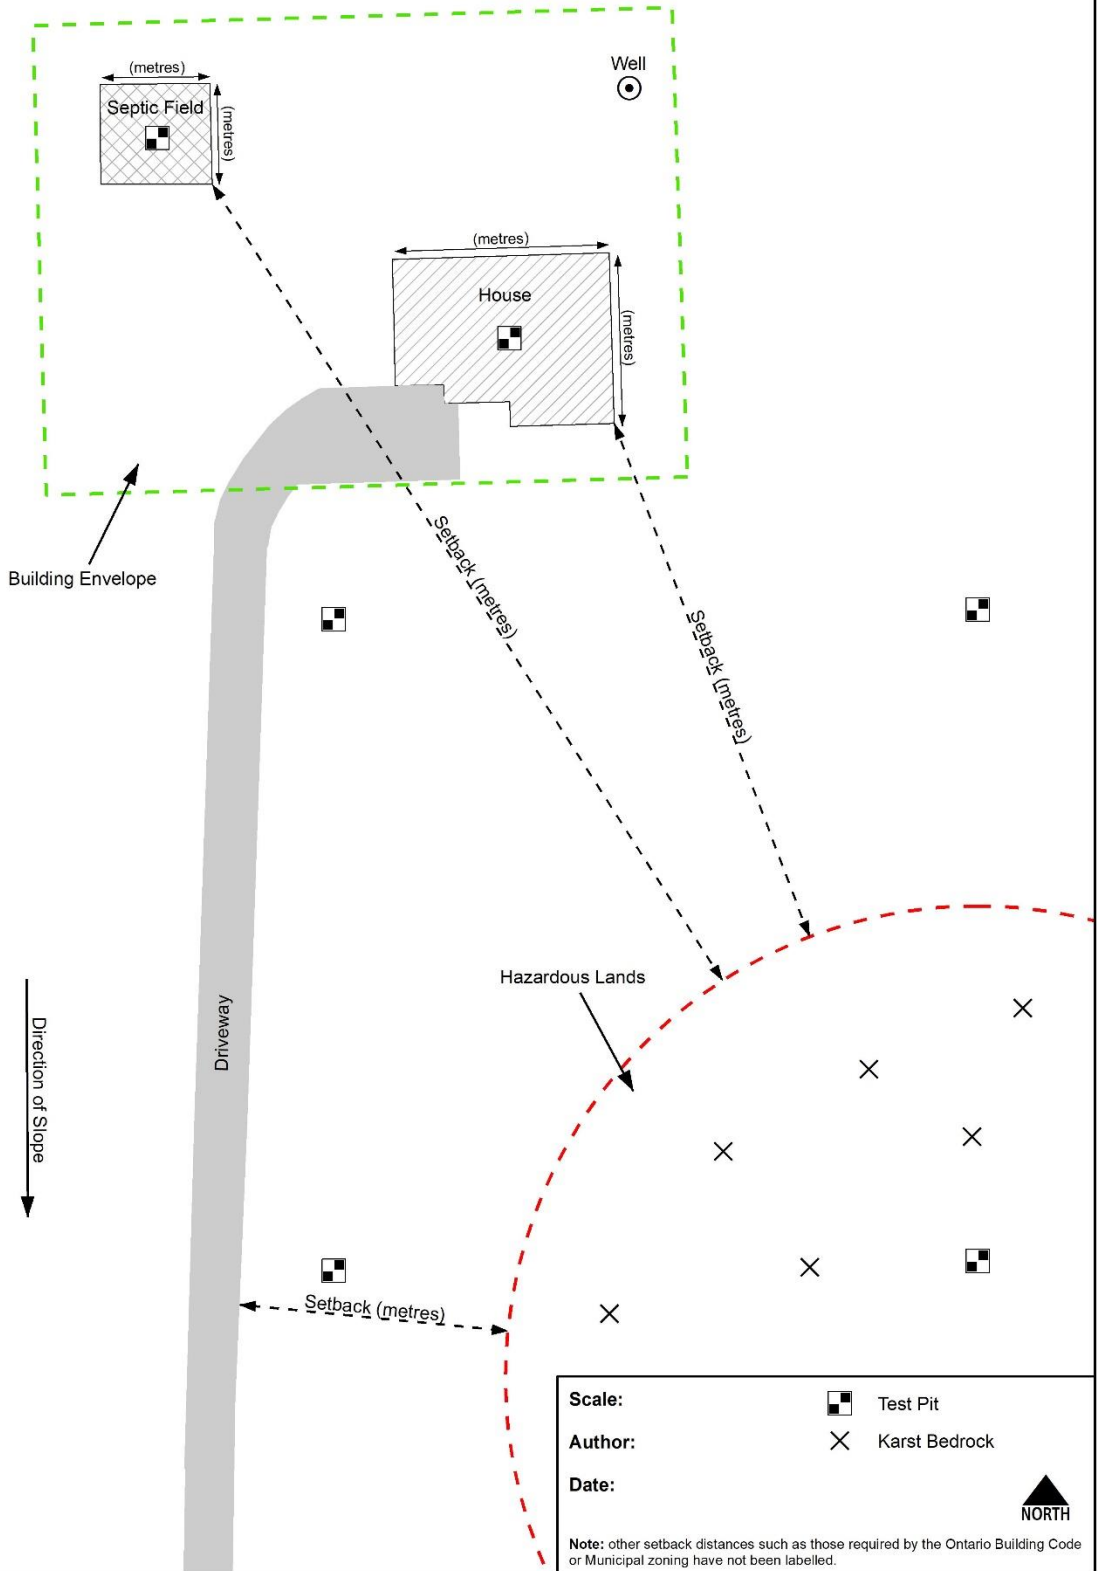 (metres)
Well
Septic Field
(metres)
(metres)
House
(metres)
Building Envelope
Setback (metres)
Setback (metres)
Hazardous Lands
Driveway
Direction of Slope
Setback (metres)
Scale:
Test Pit
Author:
Karst Bedrock
Date:
NORTH
Note: other setback distances such as those required by the Ontario Building Code
or Municipal zoning have not been labelled.